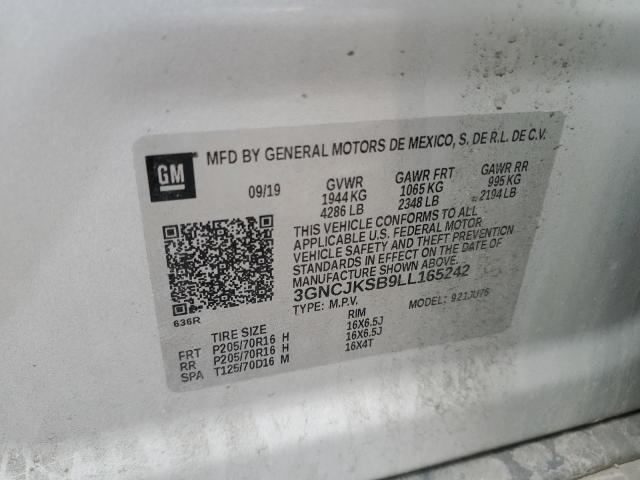 GM
MFD BY GENERAL MOTORS DE MEXICO, S. DE R.L. DE C.V.
09/19 GVWR GAWR FRT GAWR RR
1944 KG 1065 KG 995 KG
4286 LB 2348 LB 2194 LB
THIS VEHICLE CONFORMS TO ALL
APPLICABLE U.S. FEDERAL MOTOR
VEHICLE SAFETY AND THEFT PREVENTION
STANDARDS IN EFFECT ON THE DATE OF
MANUFACTURE SHOWN ABOVE.
3GNCJKSB9LL165242
TYPE: M.P.V. MODEL: 921JU76
636R
TIRE SIZE RIM
FRT P205/70R16 H 16X6.5J
RR P205/70R16 H 16X6.5J
SPA T125/70D16 M 16X4T